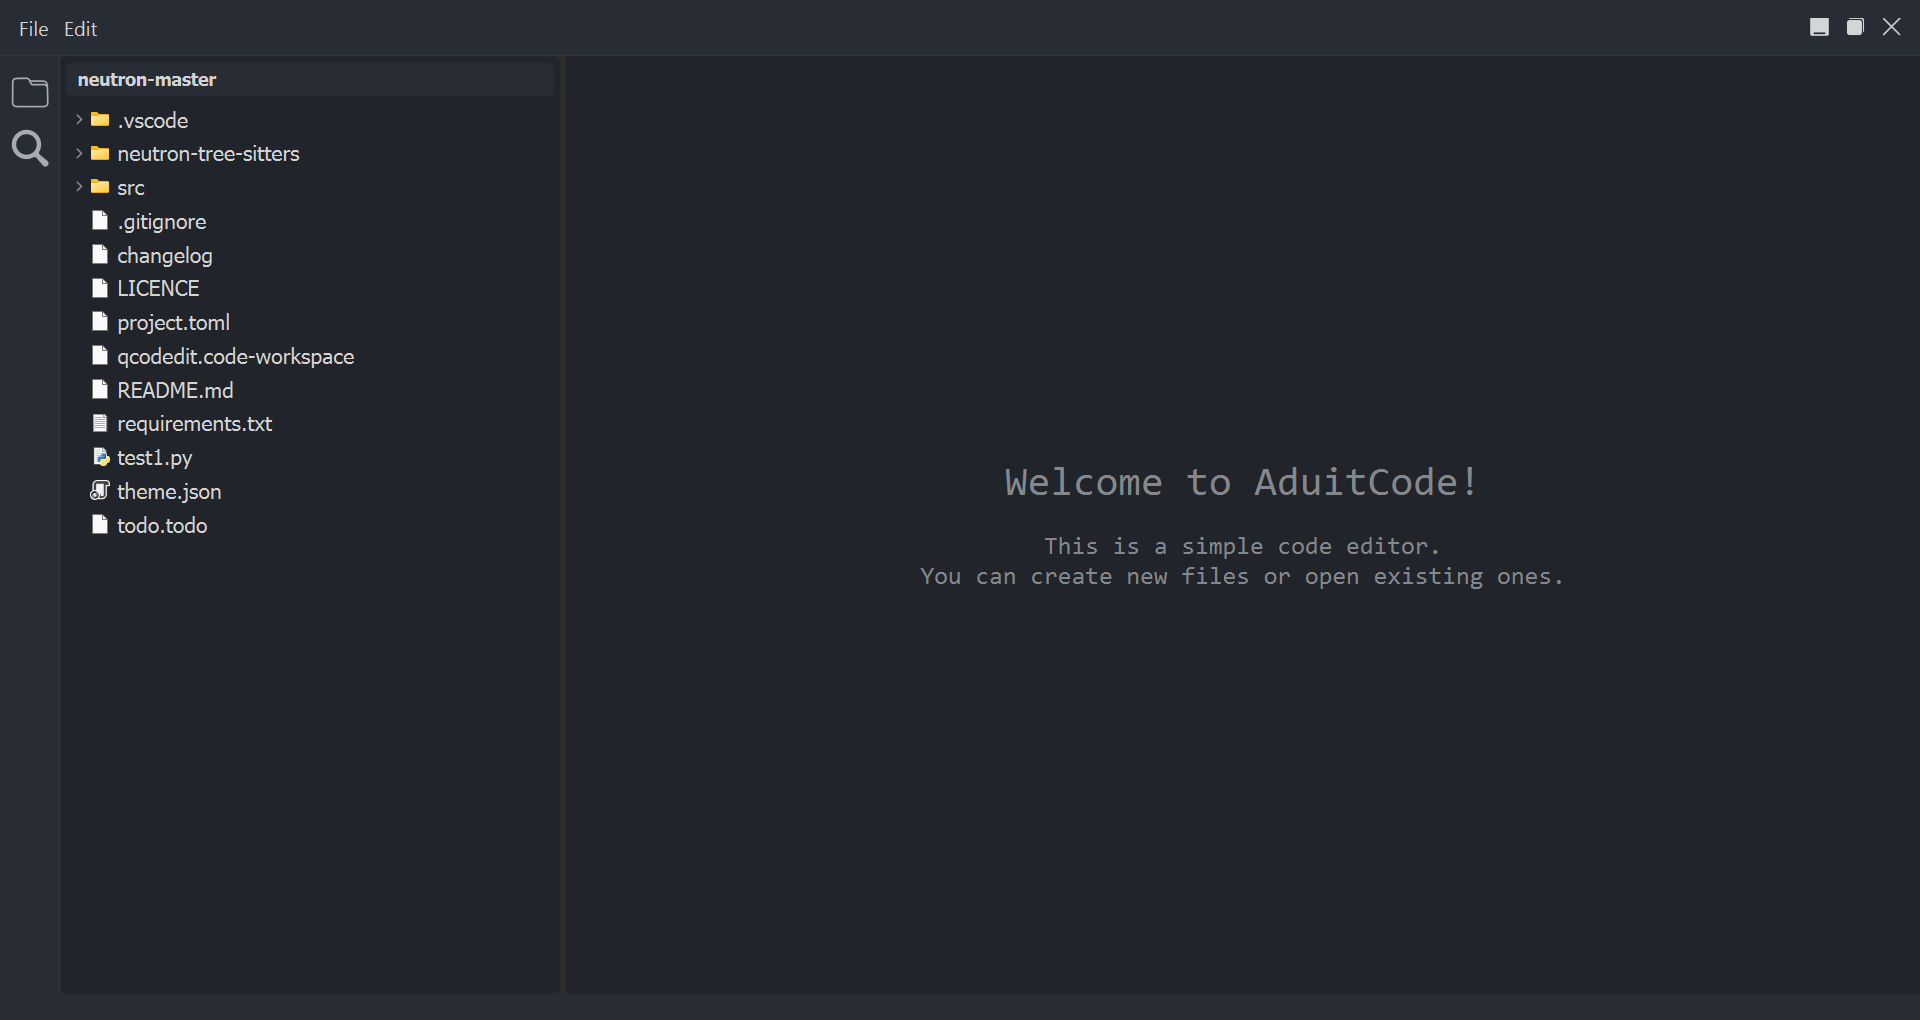 File Edit
neutron-master
.vscode
neutron-tree-sitters
src
.gitignore
changelog
LICENCE
project.toml
qcodedit.code-workspace
README.md
requirements.txt
test1.py
theme.json
todo.todo
Welcome to AduitCode!
This is a simple code editor.
You can create new files or open existing ones.